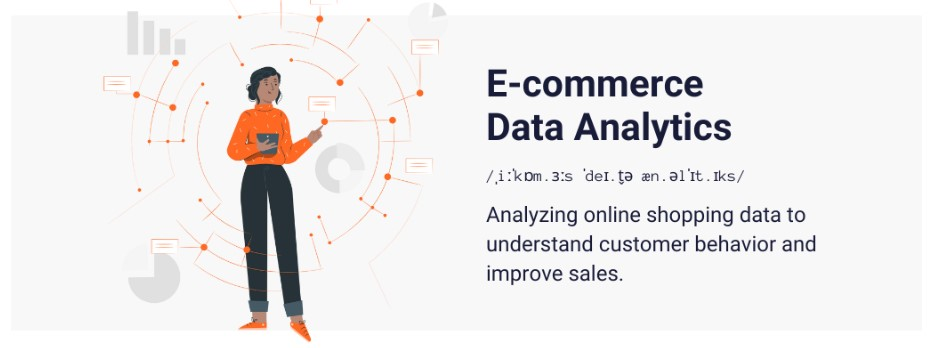 E-commerce
Data Analytics
/ˌiːˈkɒm.ɜːs ˈdeɪ.t̬ə æn.əlˈɪt.ɪks/
Analyzing online shopping data to
understand customer behavior and
improve sales.